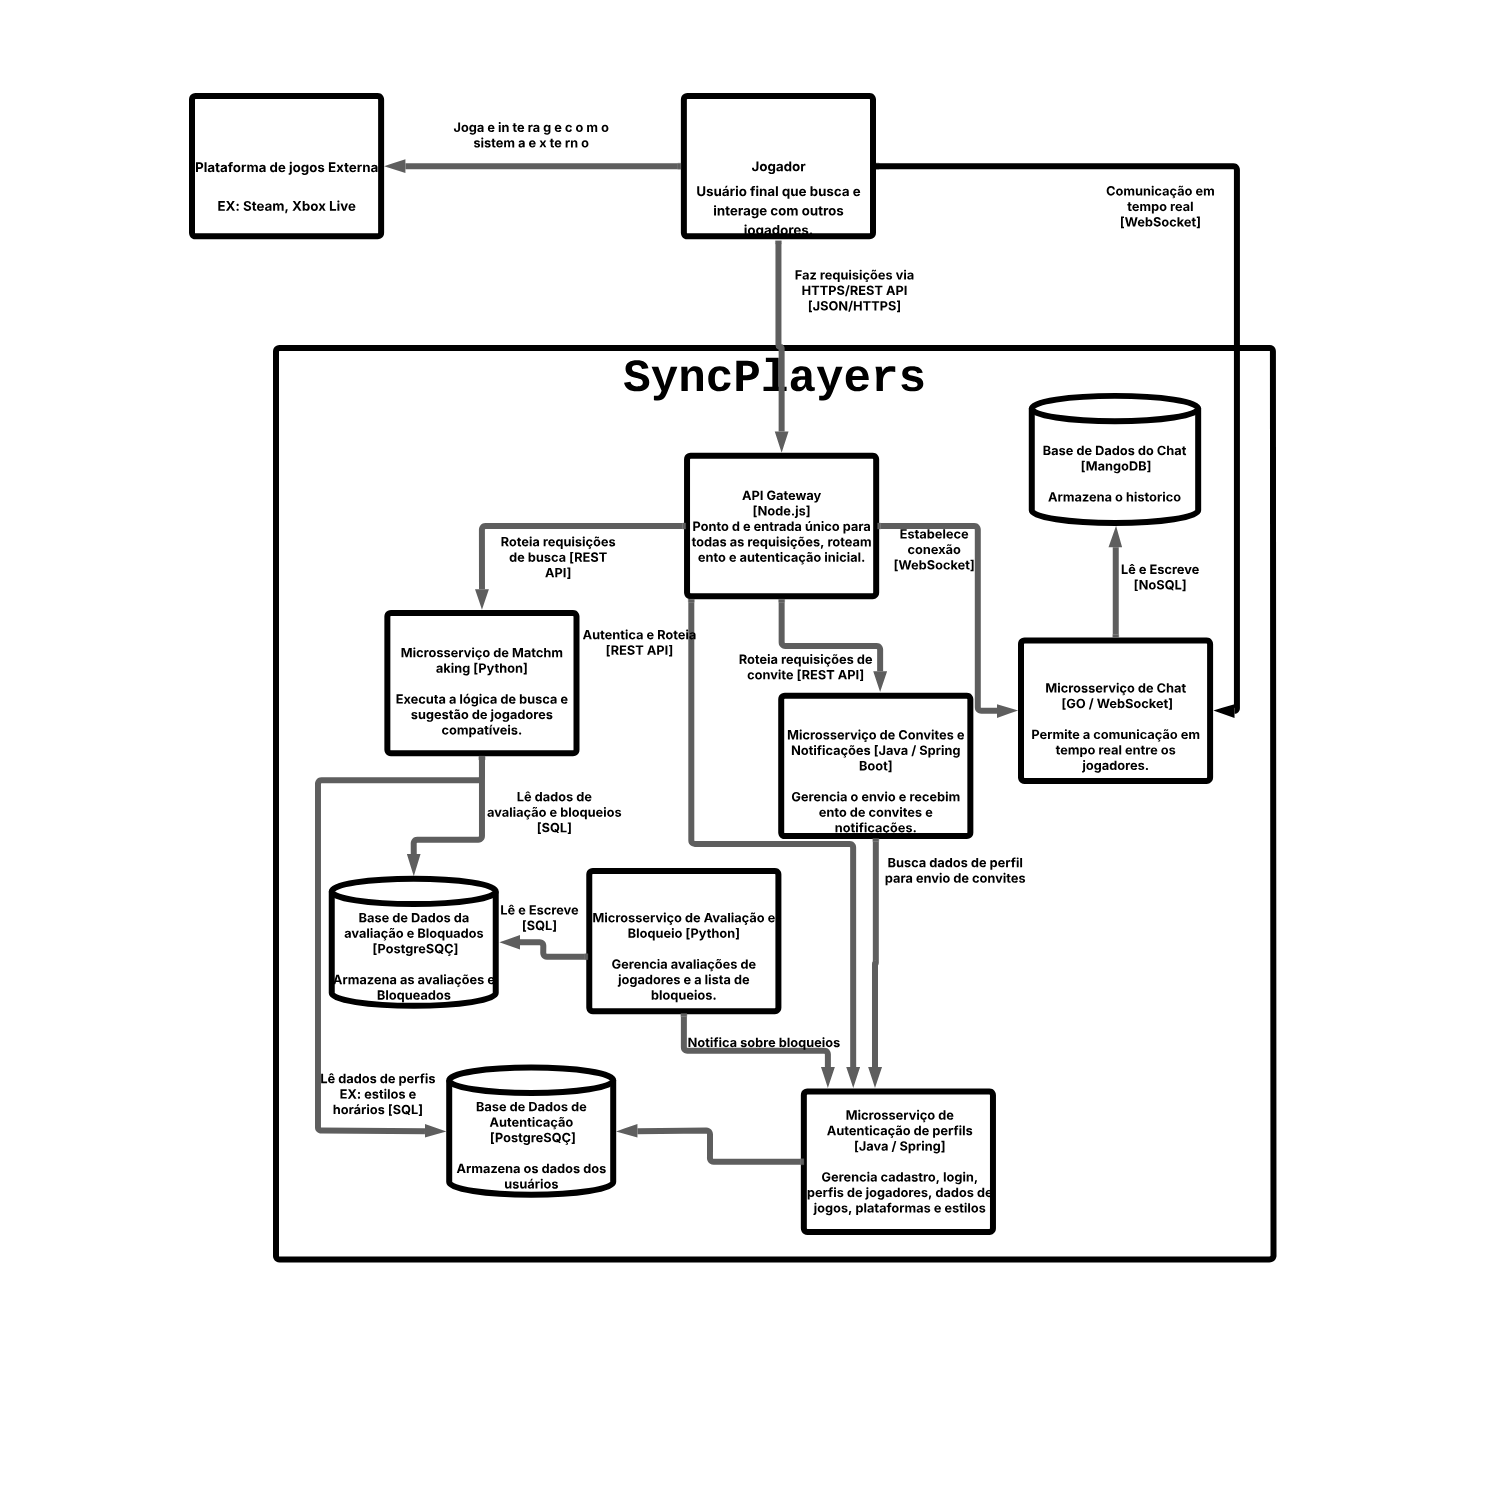 Joga e in te ra g e c o m o
sistem a e x te rn o
Plataforma de jogos Externa
EX: Steam, Xbox Live
Jogador
Usuário final que busca e
interage com outros
jogadores.
Comunicação em
tempo real
[WebSocket]
Faz requisições via
HTTPS/REST API
[JSON/HTTPS]
SyncPlayers
Base de Dados do Chat
[MangoDB]
Armazena o historico
API Gateway
[Node.js]
Ponto d e entrada único para
todas as requisições, roteam
ento e autenticação inicial.
Roteia requisições
de busca [REST
API]
Estabelece
conexão
[WebSocket]
Lê e Escreve
[NoSQL]
Autentica e Roteia
[REST API]
Roteia requisições de
convite [REST API]
Microsserviço de Matchm
aking [Python]
Executa a lógica de busca e
sugestão de jogadores
compatíveis.
Microsserviço de Chat
[GO / WebSocket]
Permite a comunicação em
tempo real entre os
jogadores.
Microsserviço de Convites e
Notificações [Java / Spring
Boot]
Gerencia o envio e recebim
ento de convites e
notificações.
Lê dados de
avaliação e bloqueios
[SQL]
Busca dados de perfil
para envio de convites
Base de Dados da
avaliação e Bloquados
[PostgreSQÇ]
Armazena as avaliações e
Bloqueados
Lê e Escreve
[SQL]
Microsserviço de Avaliação e
Bloqueio [Python]
Gerencia avaliações de
jogadores e a lista de
bloqueios.
Notifica sobre bloqueios
Lê dados de perfis
EX: estilos e
horários [SQL]
Base de Dados de
Autenticação
[PostgreSQÇ]
Armazena os dados dos
usuários
Microsserviço de
Autenticação de perfils
[Java / Spring]
Gerencia cadastro, login,
perfis de jogadores, dados de
jogos, plataformas e estilos